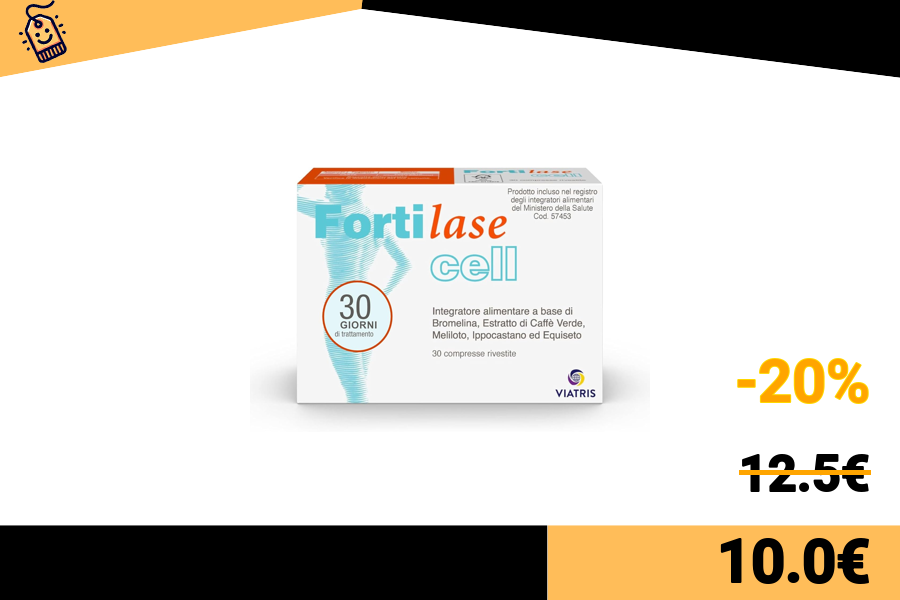 Fortilase
Prodotto incluso nel registro
degli integratori alimentari
del Ministero della Salute
Cod. 57453
Fortilase
cell
30
GIORNI
di trattamento
Integratore alimentare a base di
Bromelina, Estratto di Caffè Verde,
Meliloto, Ippocastano ed Equiseto
30 compresse rivestite
VIATRIS
-20%
12.5€
10.0€